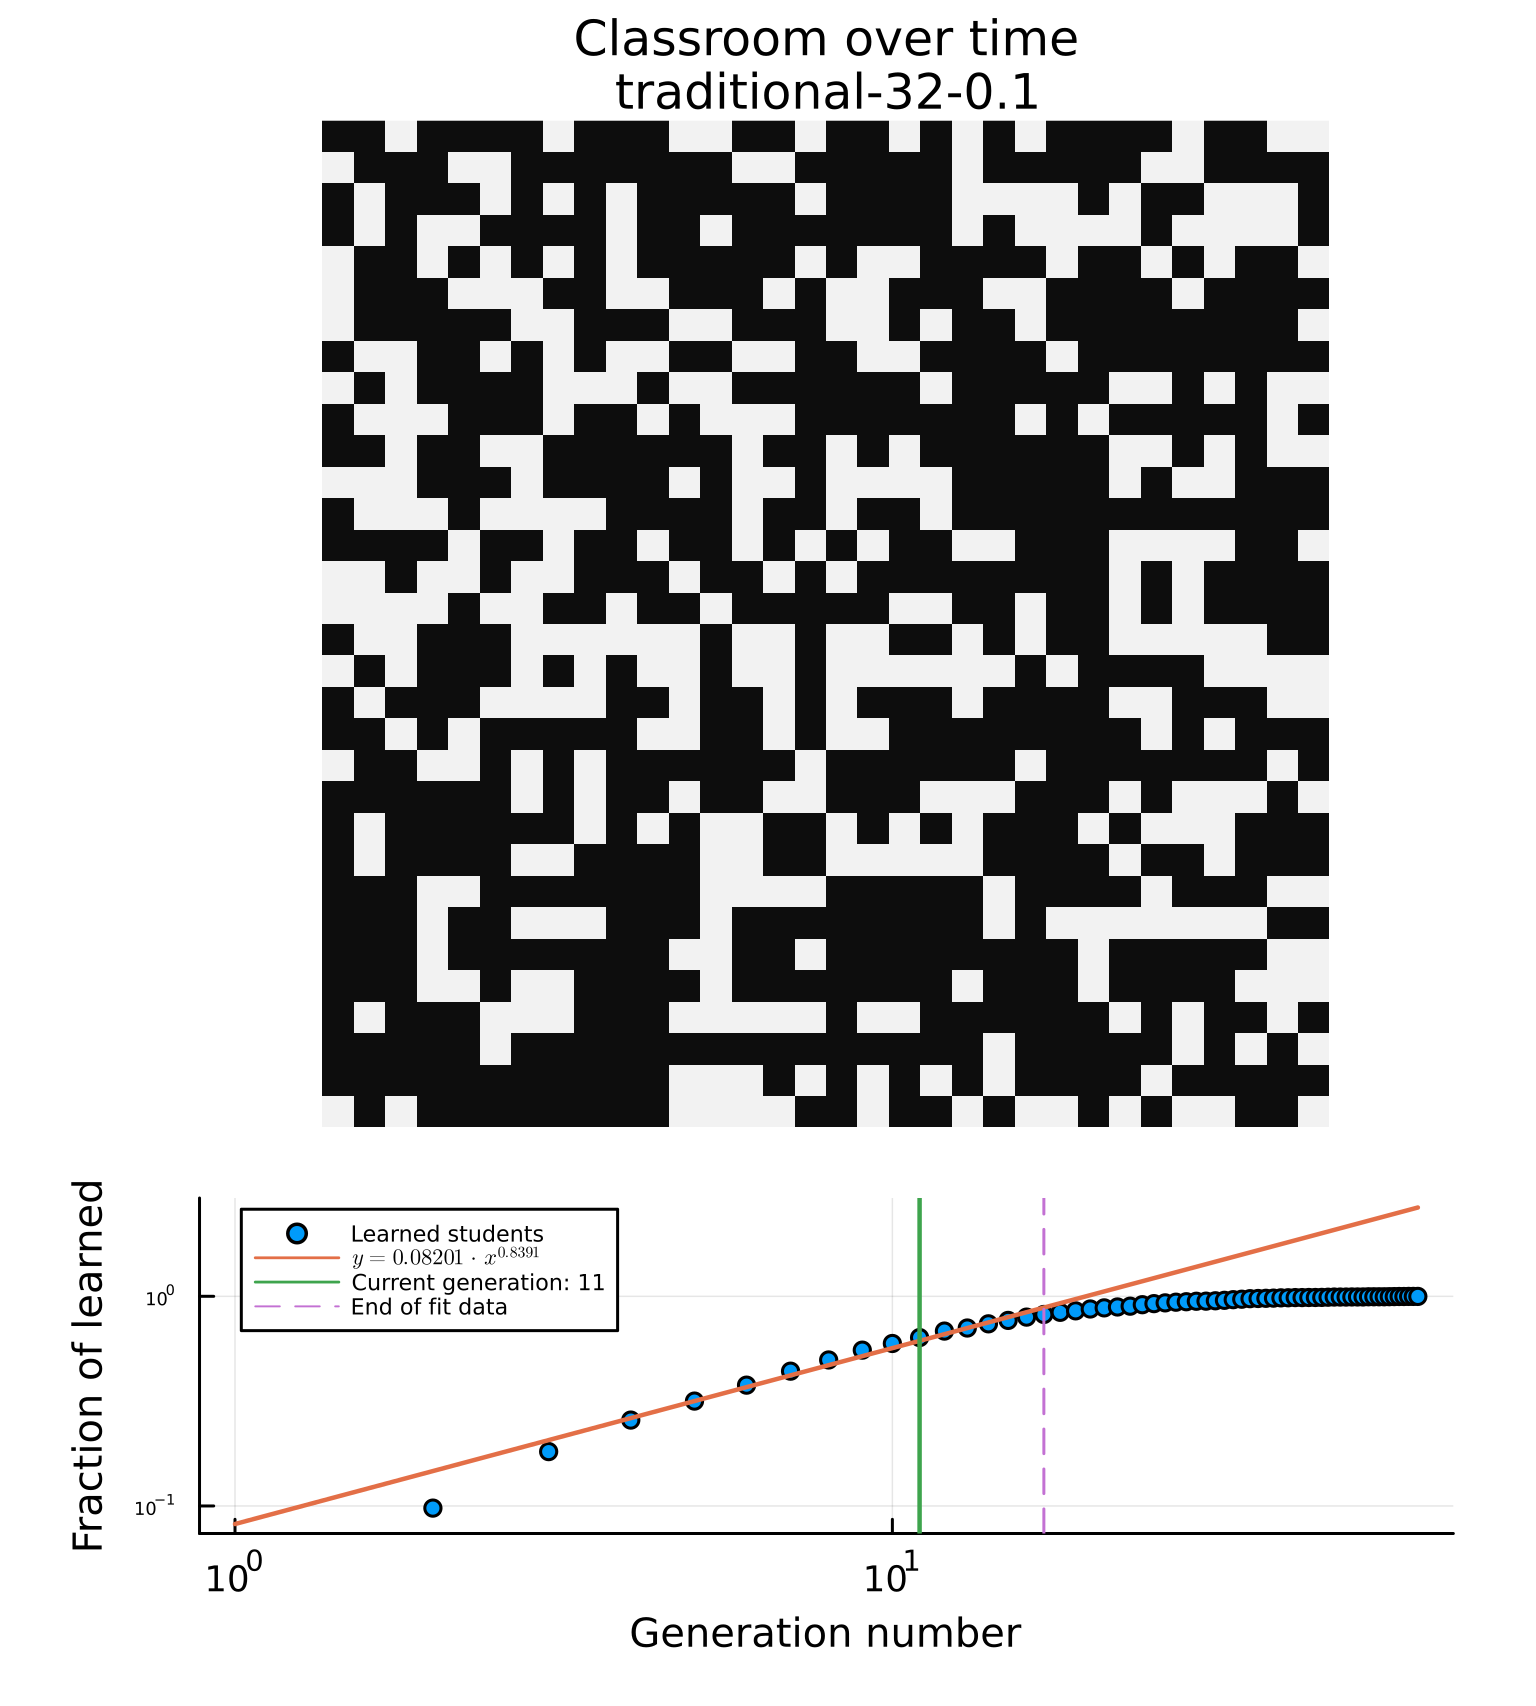 Classroom over time
traditional-32-0.1
Fraction of learned
Learned students
y = 0.08201 · x^0.8391
Current generation: 11
End of fit data
10^0
10^-1
10^0
10^1
Generation number